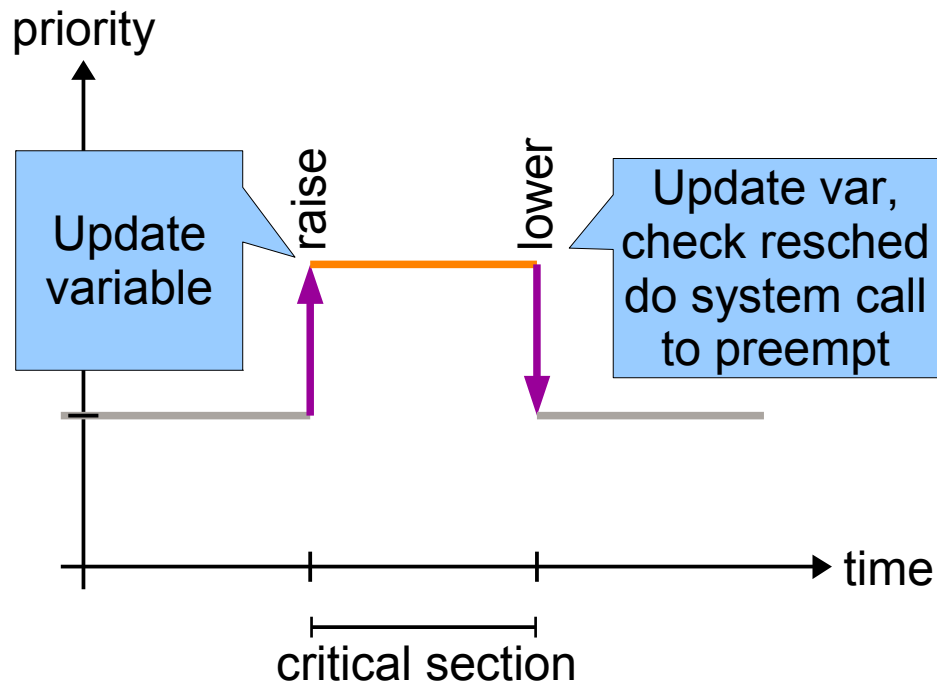 priority
Update
variable
raise
lower
Update var,
check resched
do system call
to preempt
time
critical section